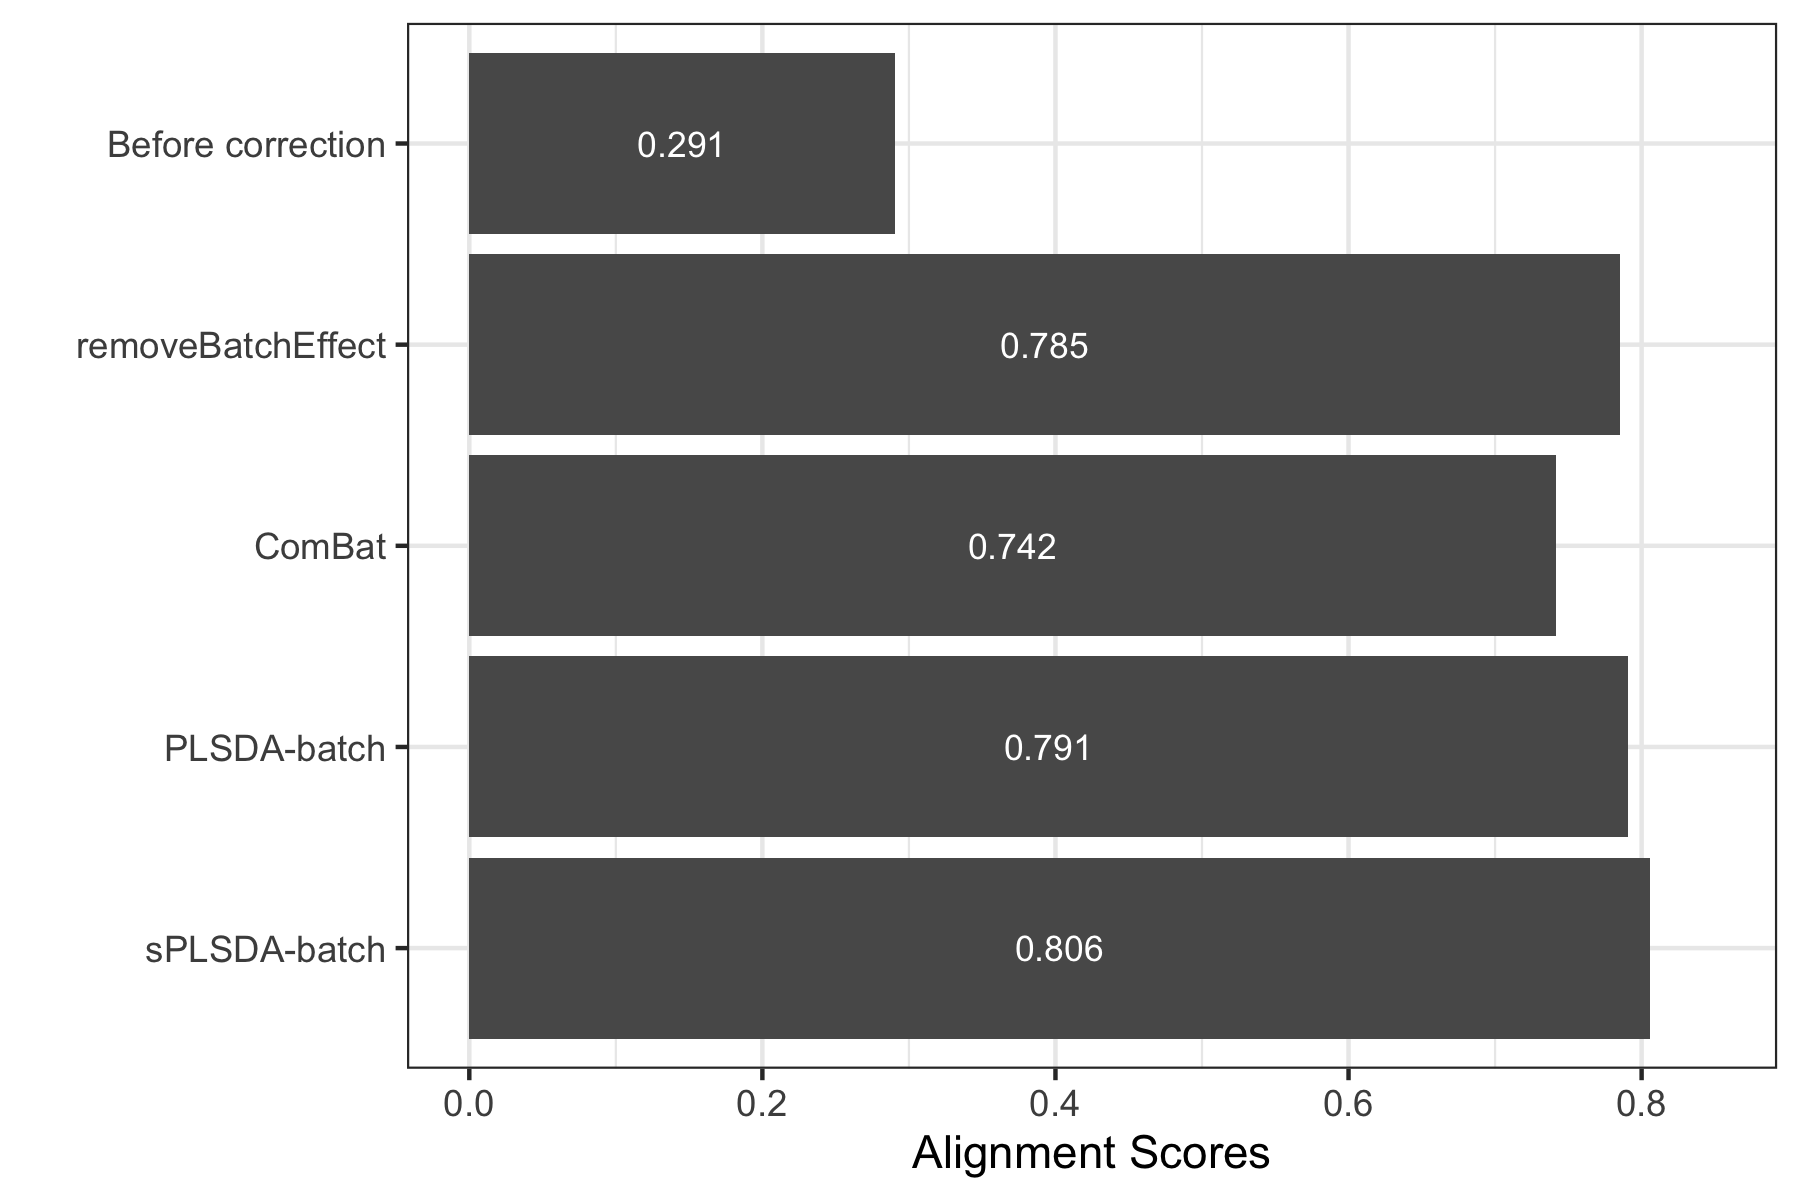 Before correction
0.291
removeBatchEffect
0.785
ComBat
0.742
PLSDA-batch
0.791
sPLSDA-batch
0.806
0.0 0.2 0.4 0.6 0.8
Alignment Scores